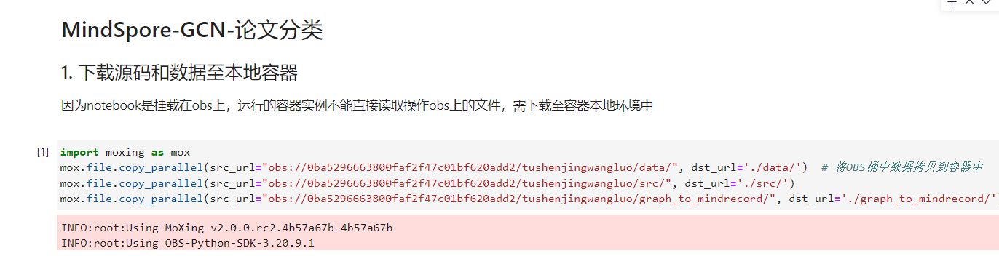 MindSpore-GCN-论文分类
1. 下载源码和数据至本地容器
因为notebook是挂载在obs上，运行的容器实例不能直接读取操作obs上的文件，需下载至容器本地环境中
[1]
import moxing as mox
mox.file.copy_parallel(src_url="obs://0ba5296663800faf2f47c01bf620add2/tushenjingwangluo/data/", dst_url='./data/')  # 将OBS桶中数据拷贝到容器中
mox.file.copy_parallel(src_url="obs://0ba5296663800faf2f47c01bf620add2/tushenjingwangluo/src/", dst_url='./src/')
mox.file.copy_parallel(src_url="obs://0ba5296663800faf2f47c01bf620add2/tushenjingwangluo/graph_to_mindrecord/", dst_url='./graph_to_mindrecord/')
INFO:root:Using MoXing-v2.0.0.rc2.4b57a67b-4b57a67b
INFO:root:Using OBS-Python-SDK-3.20.9.1